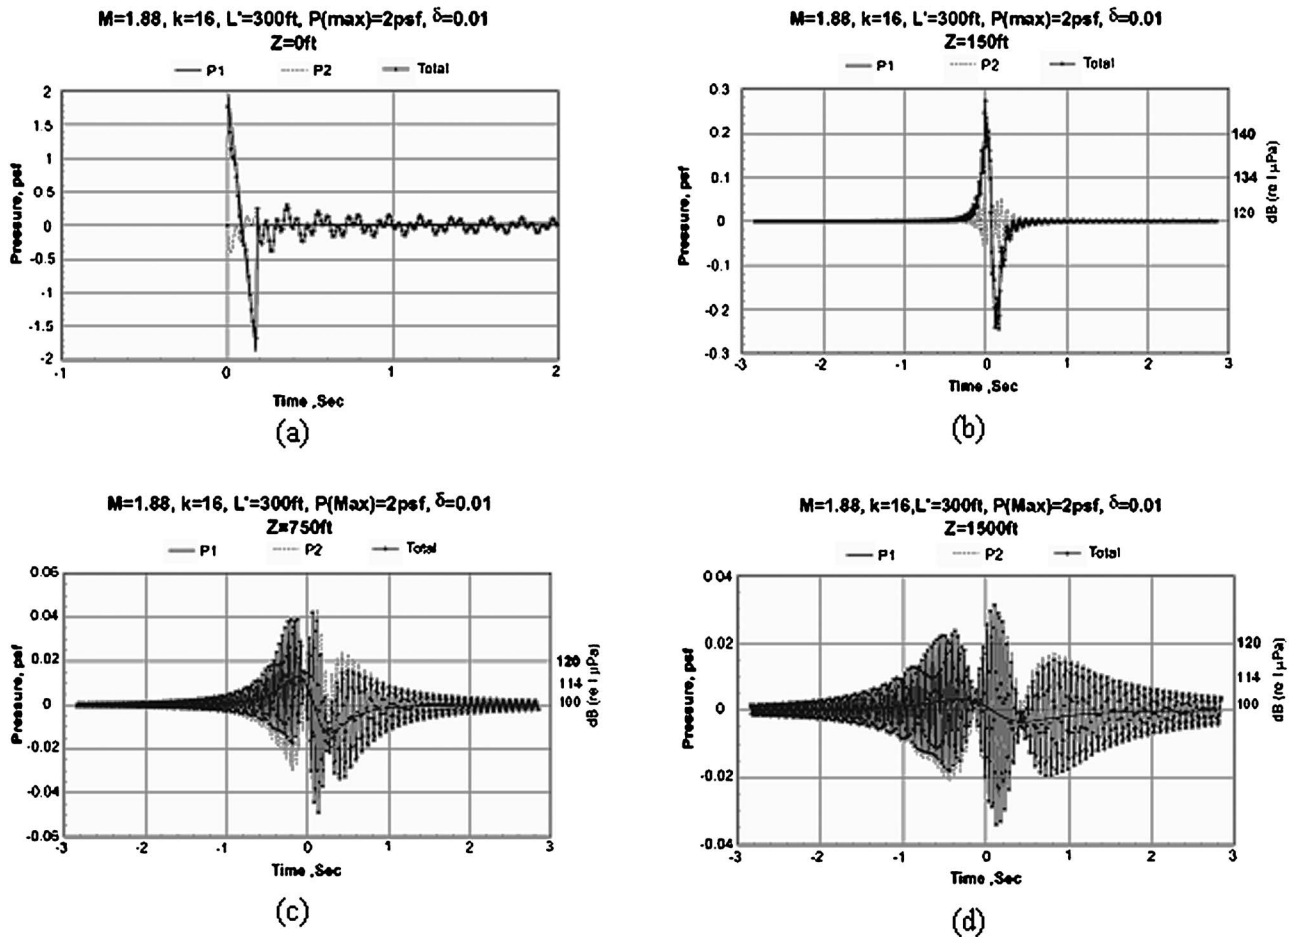 M=1.88, k=16, L'=300ft, P(max)=2psf, δ=0.01
Z=0ft
P1 P2 Total
2
1.5
1
0.5
0
-0.5
-1
-1.5
-2
Pressure, psf
-1 0 1 2
Time ,Sec
(a)
M=1.88, k=16, L'=300ft, P(max)=2psf, δ=0.01
Z=150ft
P1 P2 Total
0.3
0.2
0.1
0
-0.1
-0.2
-0.3
Pressure, psf
140
134
120
dB (re l µPa)
-3 -2 -1 0 1 2 3
Time ,Sec
(b)
M=1.88, k=16, L'=300ft, P(Max)=2psf, δ=0.01
Z=750ft
P1 P2 Total
0.06
0.04
0.02
0
-0.02
-0.04
-0.06
Pressure, psf
120
114
100
dB (re l µPa)
-3 -2 -1 0 1 2 3
Time ,Sec
(c)
M=1.88, k=16,L'=300ft, P(Max)=2psf, δ=0.01
Z=1500ft
P1 P2 Total
0.04
0.02
0
-0.02
-0.04
Pressure, psf
120
114
100
dB (re l µPa)
-3 -2 -1 0 1 2 3
Time ,Sec
(d)